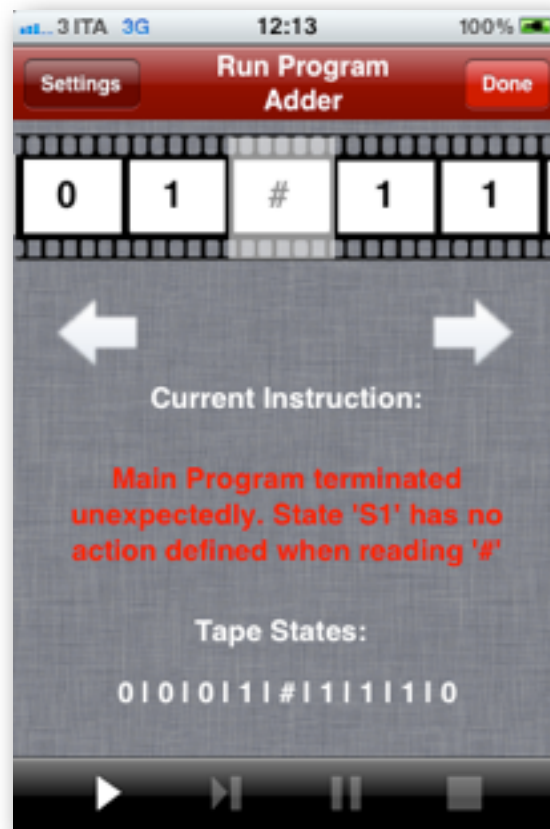 3 ITA 3G 12:13 100%
Settings Run Program Adder Done
0 1 # 1 1
Current Instruction:
Main Program terminated
unexpectedly. State 'S1' has no
action defined when reading '#'
Tape States:
0|0|0|1|#|1|1|1|0